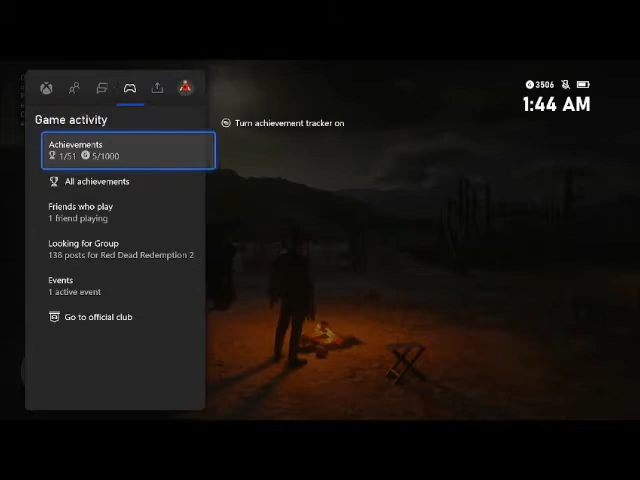 3506
1:44 AM
Game activity
Turn achievement tracker on
Achievements
1/51 G 5/1000
All achievements
Friends who play
1 friend playing
Looking for Group
138 posts for Red Dead Redemption 2
Events
1 active event
Go to official club